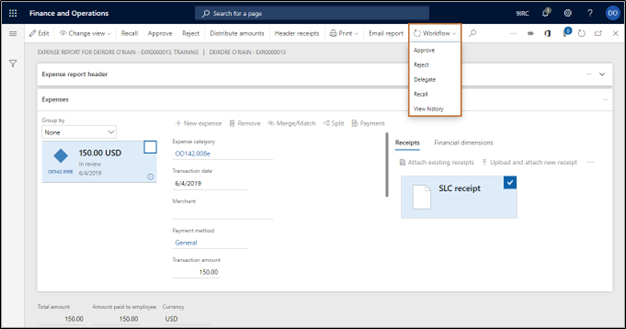 Finance and Operations
Search for a page
9IRC
DO
Edit
Change view
Recall
Approve
Reject
Distribute amounts
Header receipts
Print
Email report
Workflow
0
EXPENSE REPORT FOR DEIRDRE O'RIAIN - EXR0000013, TRAINING | DEIRDRE O'RIAIN : EXR0000013
Approve
Reject
Delegate
Recall
View history
Expense report header
Expenses
Group by
None
150.00 USD
In review
OD142.008e
6/4/2019
New expense
Remove
Merge/Match
Split
Payment
Expense category
OD142.008e
Transaction date
6/4/2019
Merchant
Payment method
General
Transaction amount
150.00
Receipts
Financial dimensions
Attach existing receipts
Upload and attach new receipt
SLC receipt
Total amount
Amount paid to employee
Currency
150.00
150.00
USD